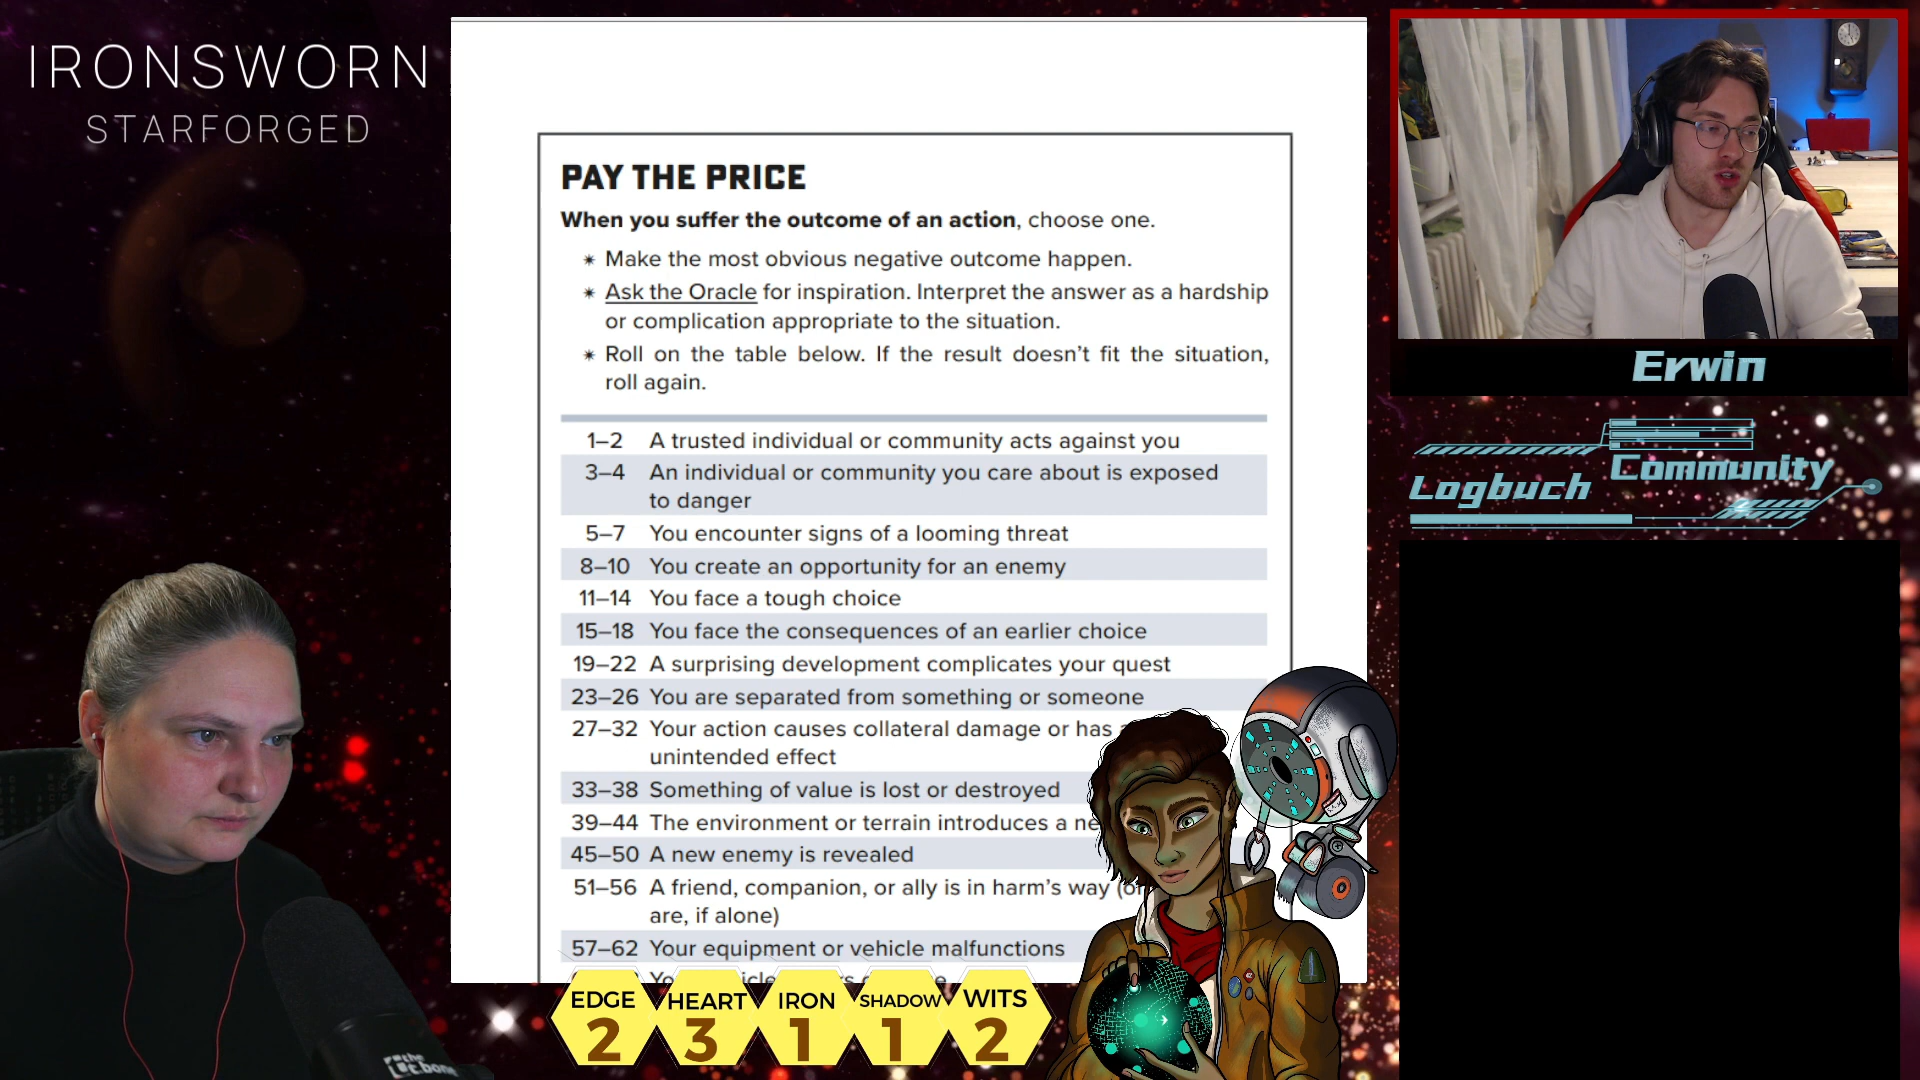 IRONSWORN
STARFORGED
PAY THE PRICE
When you suffer the outcome of an action, choose one.
✴ Make the most obvious negative outcome happen.
✴ Ask the Oracle for inspiration. Interpret the answer as a hardship
or complication appropriate to the situation.
✴ Roll on the table below. If the result doesn't fit the situation,
roll again.
1–2 A trusted individual or community acts against you
3–4 An individual or community you care about is exposed
to danger
5–7 You encounter signs of a looming threat
8–10 You create an opportunity for an enemy
11–14 You face a tough choice
15–18 You face the consequences of an earlier choice
19–22 A surprising development complicates your quest
23–26 You are separated from something or someone
27–32 Your action causes collateral damage or has
unintended effect
33–38 Something of value is lost or destroyed
39–44 The environment or terrain introduces a
45–50 A new enemy is revealed
51–56 A friend, companion, or ally is in harm's way
are, if alone)
57–62 Your equipment or vehicle malfunctions
EDGE 2
HEART 3
IRON 1
SHADOW 1
WITS 2
Erwin
Logbuch Community